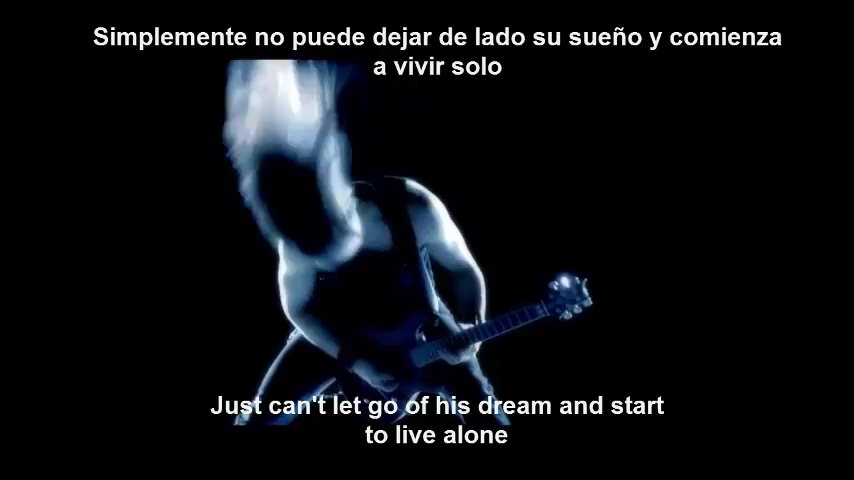 Simplemente no puede dejar de lado su sueño y comienza
a vivir solo
Just can't let go of his dream and start
to live alone